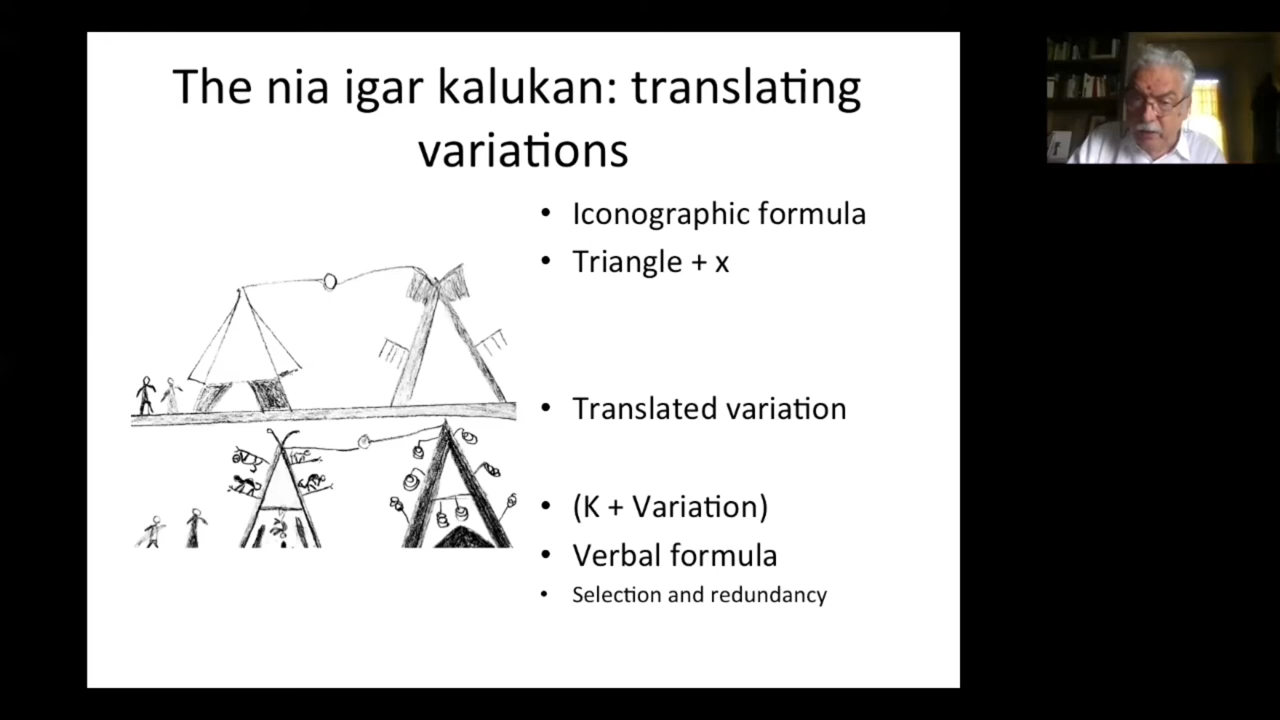 The nia igar kalukan: translating
variations
• Iconographic formula
• Triangle + x
• Translated variation
• (K + Variation)
• Verbal formula
• Selection and redundancy